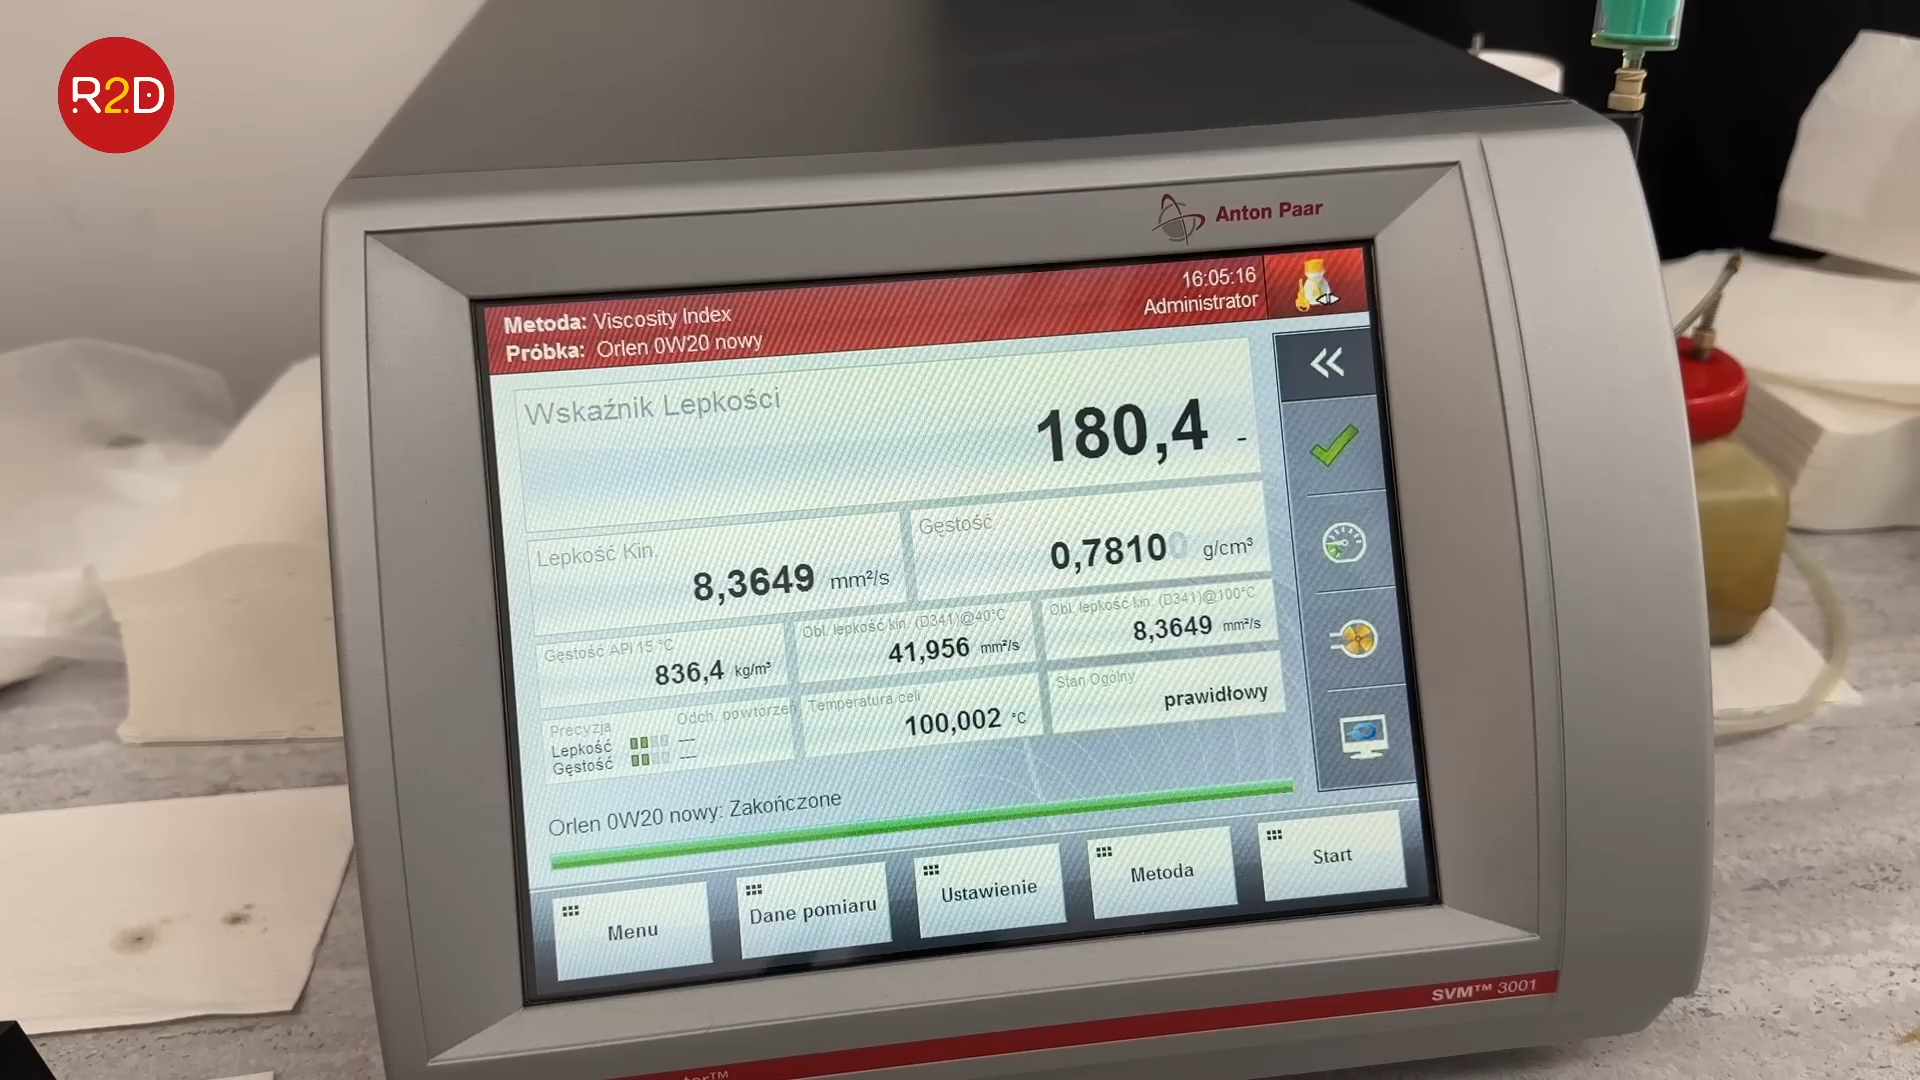 R2D
Anton Paar
Metoda: Viscosity Index
Próbka: Orlen 0W20 nowy
16:05:16
Administrator
Wskaźnik Lepkości
180,4 -
Lepkość Kin.
8,3649 mm²/s
Gęstość
0,78100 g/cm³
Gęstość API 15 °C
836,4 kg/m³
Obl. lepkość kin. (D341)@40°C
41,956 mm²/s
Obl. lepkość kin. (D341)@100°C
8,3649 mm²/s
Precyzja
Odch. powtórzeń
Lepkość ---
Gęstość ---
Temperatura celi
100,002 °C
Stan Ogólny
prawidłowy
Orlen 0W20 nowy: Zakończone
Menu
Dane pomiaru
Ustawienie
Metoda
Start
SVM™ 3001